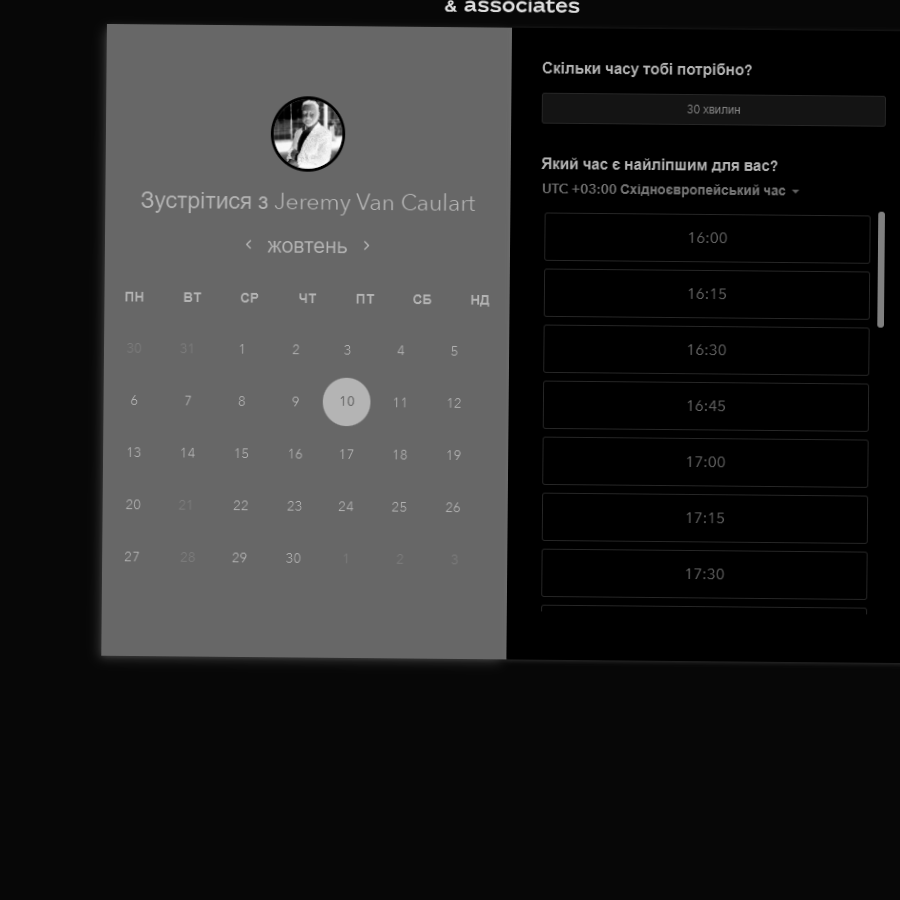 & associates
Зустрітися з Jeremy Van Caulart
жовтень
ПН ВТ СР ЧТ ПТ СБ НД
30 31 1 2 3 4 5
6 7 8 9 10 11 12
13 14 15 16 17 18 19
20 21 22 23 24 25 26
27 28 29 30 1 2 3
Скільки часу тобі потрібно?
30 хвилин
Який час є найліпшим для вас?
UTC +03:00 Східноєвропейський час
16:00
16:15
16:30
16:45
17:00
17:15
17:30